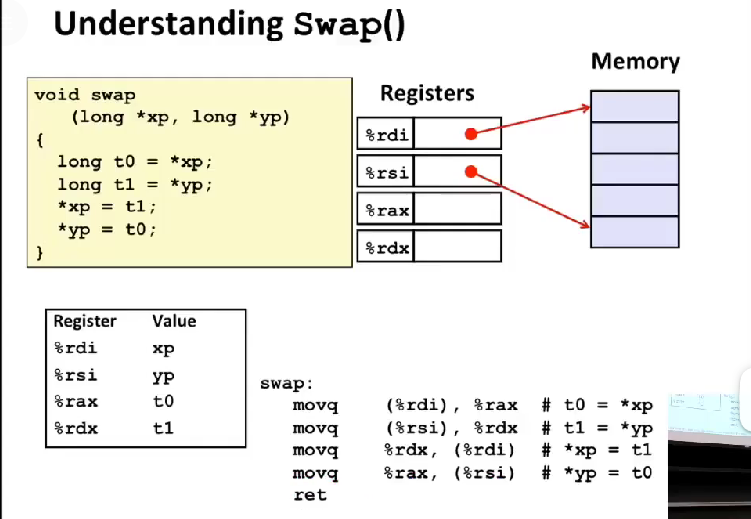 Understanding Swap()
void swap
(long *xp, long *yp)
{
long t0 = *xp;
long t1 = *yp;
*xp = t1;
*yp = t0;
}
Registers
%rdi
%rsi
%rax
%rdx
Memory
Register Value
%rdi xp
%rsi yp
%rax t0
%rdx t1
swap:
movq (%rdi), %rax # t0 = *xp
movq (%rsi), %rdx # t1 = *yp
movq %rdx, (%rdi) # *xp = t1
movq %rax, (%rsi) # *yp = t0
ret